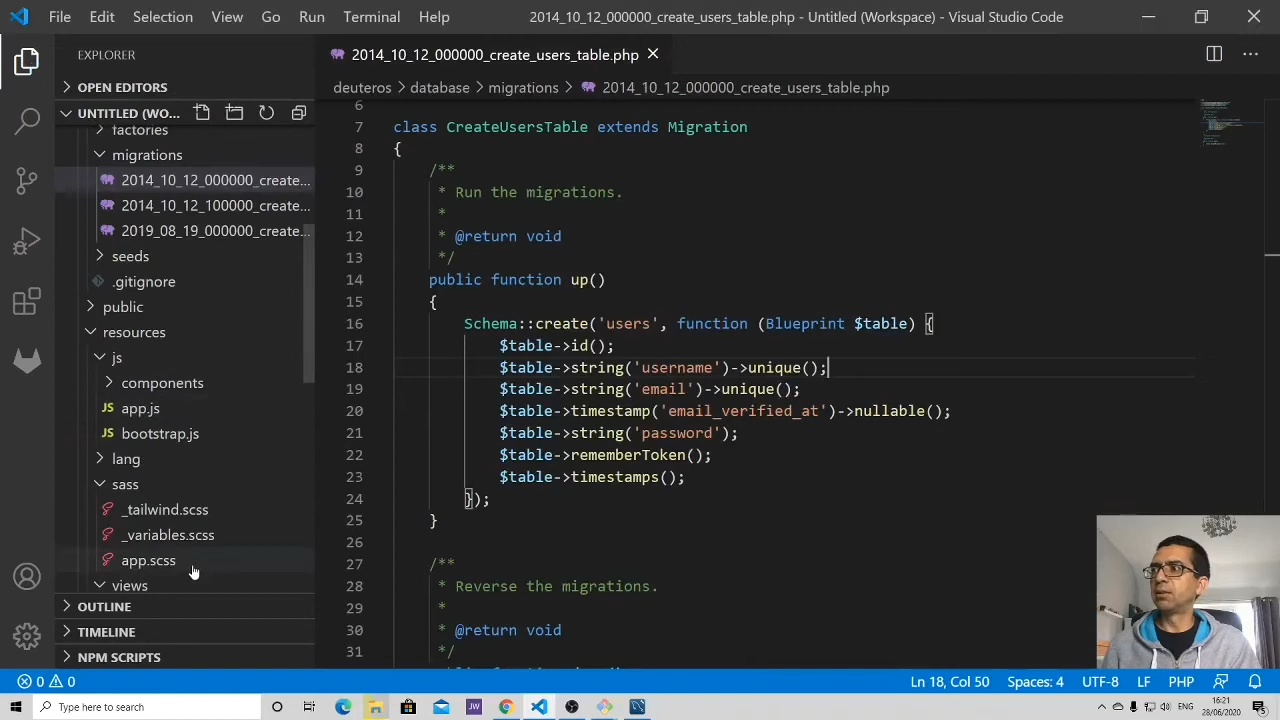 File Edit Selection View Go Run Terminal Help 2014_10_12_000000_create_users_table.php - Untitled (Workspace) - Visual Studio Code
EXPLORER
OPEN EDITORS
UNTITLED (WO...
factories
migrations
2014_10_12_000000_create...
2014_10_12_100000_create...
2019_08_19_000000_create...
seeds
.gitignore
public
resources
js
components
JS app.js
JS bootstrap.js
lang
sass
_tailwind.scss
_variables.scss
app.scss
views
OUTLINE
TIMELINE
NPM SCRIPTS
2014_10_12_000000_create_users_table.php
deuteros > database > migrations > 2014_10_12_000000_create_users_table.php
6
7 class CreateUsersTable extends Migration
8 {
9 /**
10 * Run the migrations.
11 *
12 * @return void
13 */
14 public function up()
15 {
16 Schema::create('users', function (Blueprint $table) {
17 $table->id();
18 $table->string('username')->unique();
19 $table->string('email')->unique();
20 $table->timestamp('email_verified_at')->nullable();
21 $table->string('password');
22 $table->rememberToken();
23 $table->timestamps();
24 });
25 }
26
27 /**
28 * Reverse the migrations.
29 *
30 * @return void
31 */
0 0 Ln 18, Col 50 Spaces: 4 UTF-8 LF PHP
Type here to search
JW
16:21
28/06/2020